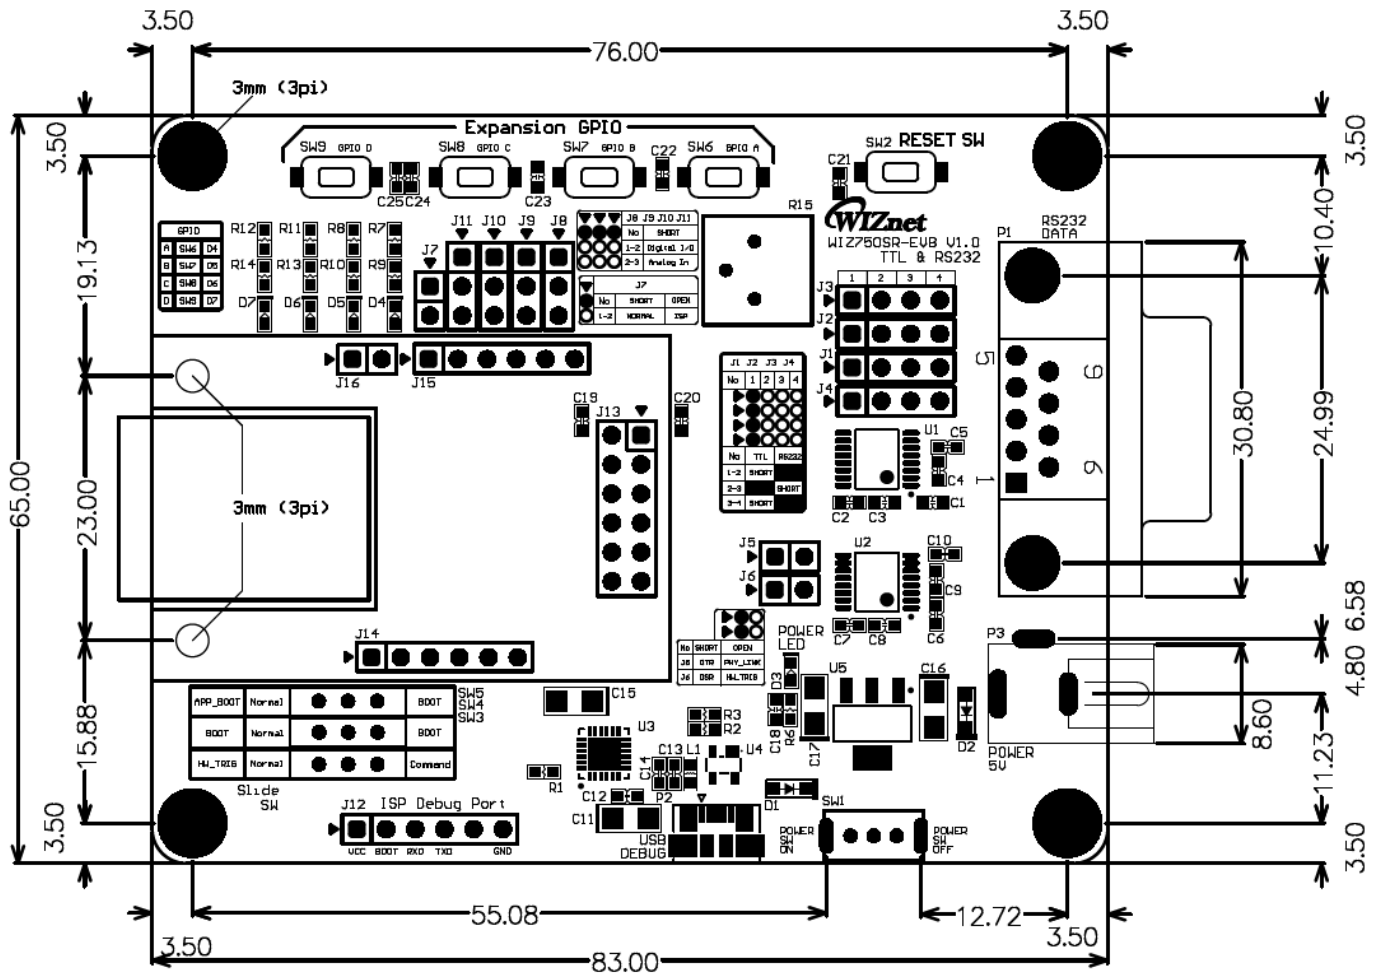 3.50
3.50
76.00
3mm (3pi)
3.50
3.50
Expansion GPIO
SW9 GPIO D
SW8 GPIO C
SW7 GPIO B
C22
SW6 GPIO A
SW2 RESET SW
C21
C25 C24
C23
R15
WIZnet
WIZ750SR-EVB V1.0
TTL & RS232
P1
RS232
DATA
10.40
19.13
GPIO
A SW6 D4
B SW7 D5
C SW8 D6
D SW9 D7
R12 R11 R8 R7
R14 R13 R10 R9
D7 D6 D5 D4
J7
J11 J10 J9 J8
J8 J9 J10 J11
No SHORT
1-2 Digital I/O
2-3 Analog In
J7
No SHORT OPEN
1-2 NORMAL ISP
1 2 3 4
J3
J2
J1
J4
J16
J15
J1 J2 J3 J4
No 1 2 3 4
No TTL RS232
1-2 SHORT
2-3 SHORT
3-4 SHORT
5
9
1
6
C19
J13
C20
U1
C5
C4
C2 C3
C1
30.80
24.99
65.00
23.00
3mm (3pi)
J5
J6
U2
C10
C9
C7 C8
C6
6.58
No SHORT OPEN
J5 DTR PHY_LINK
J6 DSR HW_TRIG
POWER
LED
P3
J14
D3
U5
C16
4.80
8.60
11.23
15.88
APP_BOOT Normal BOOT
BOOT Normal BOOT
HW_TRIG Normal Command
SW5
SW4
SW3
C15
U3
R3
R2
C18
R6
C17
D2
POWER
5V
Slide
SW
R1
C14
C13
L1
U4
C12
P2
D1
SW1
3.50
J12 ISP Debug Port
C11
VCC BOOT RXD TXD GND
USB
DEBUG
POWER
SW
ON
POWER
SW
OFF
3.50
55.08
12.72
3.50
3.50
83.00